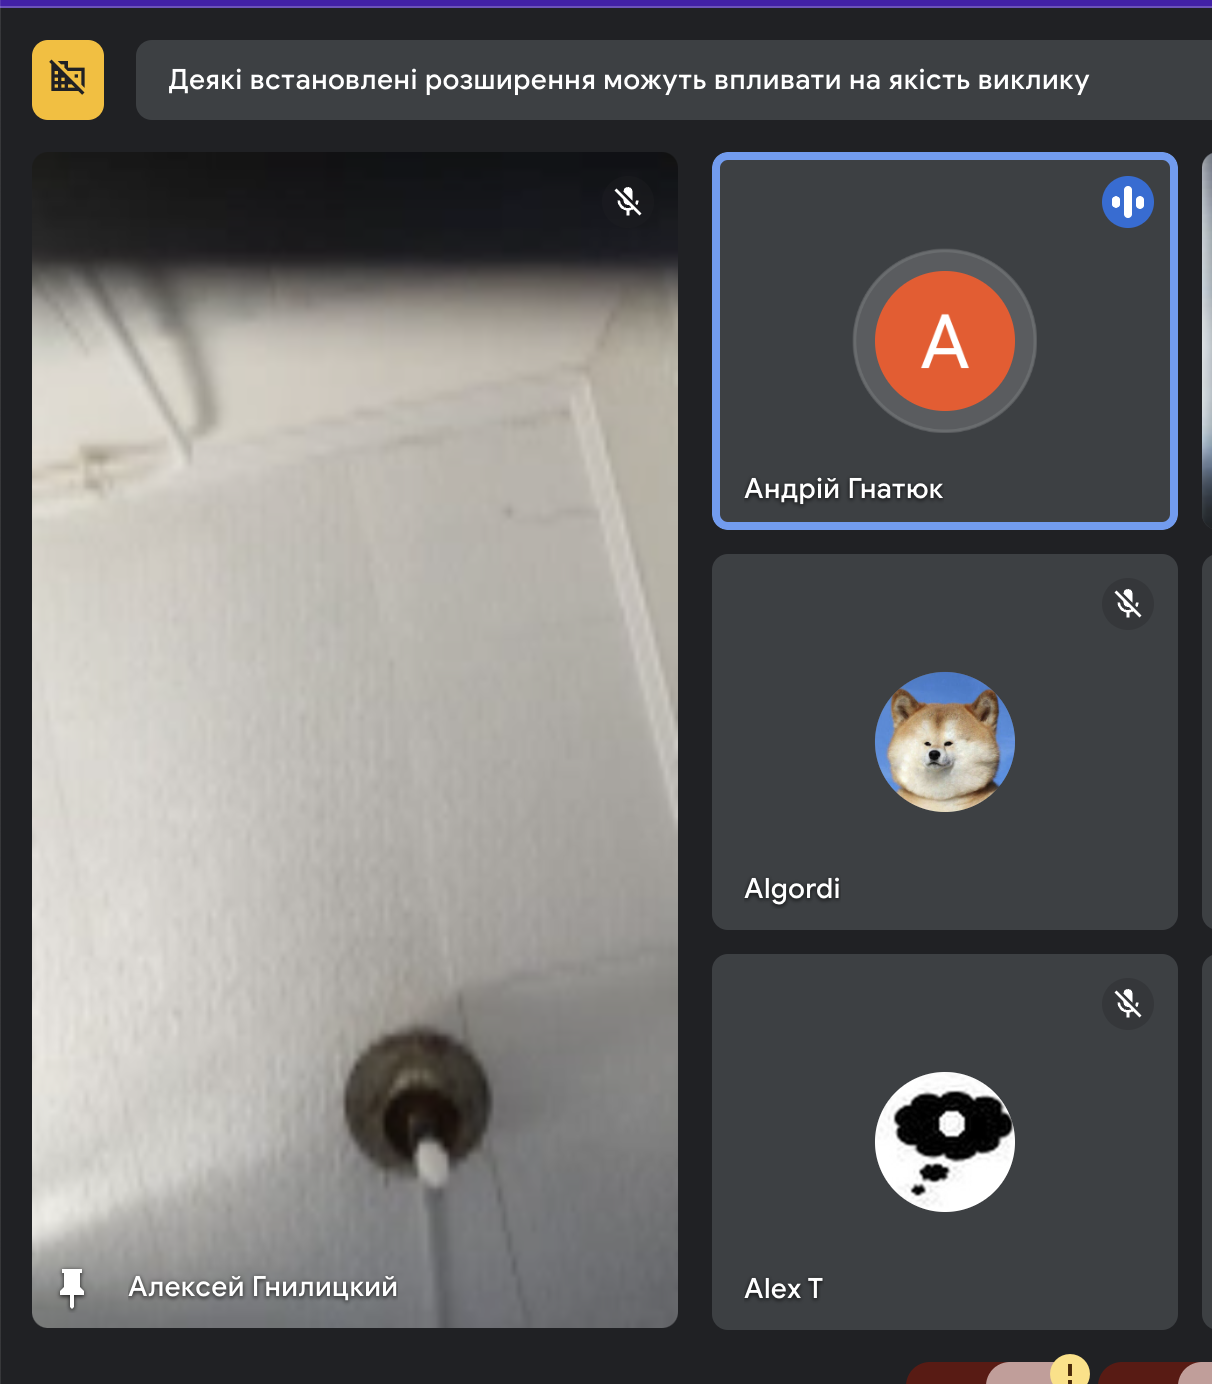 Деякі встановлені розширення можуть впливати на якість виклику
A
Андрій Гнатюк
Алексей Гнилицкий
Algordi
Alex T
!